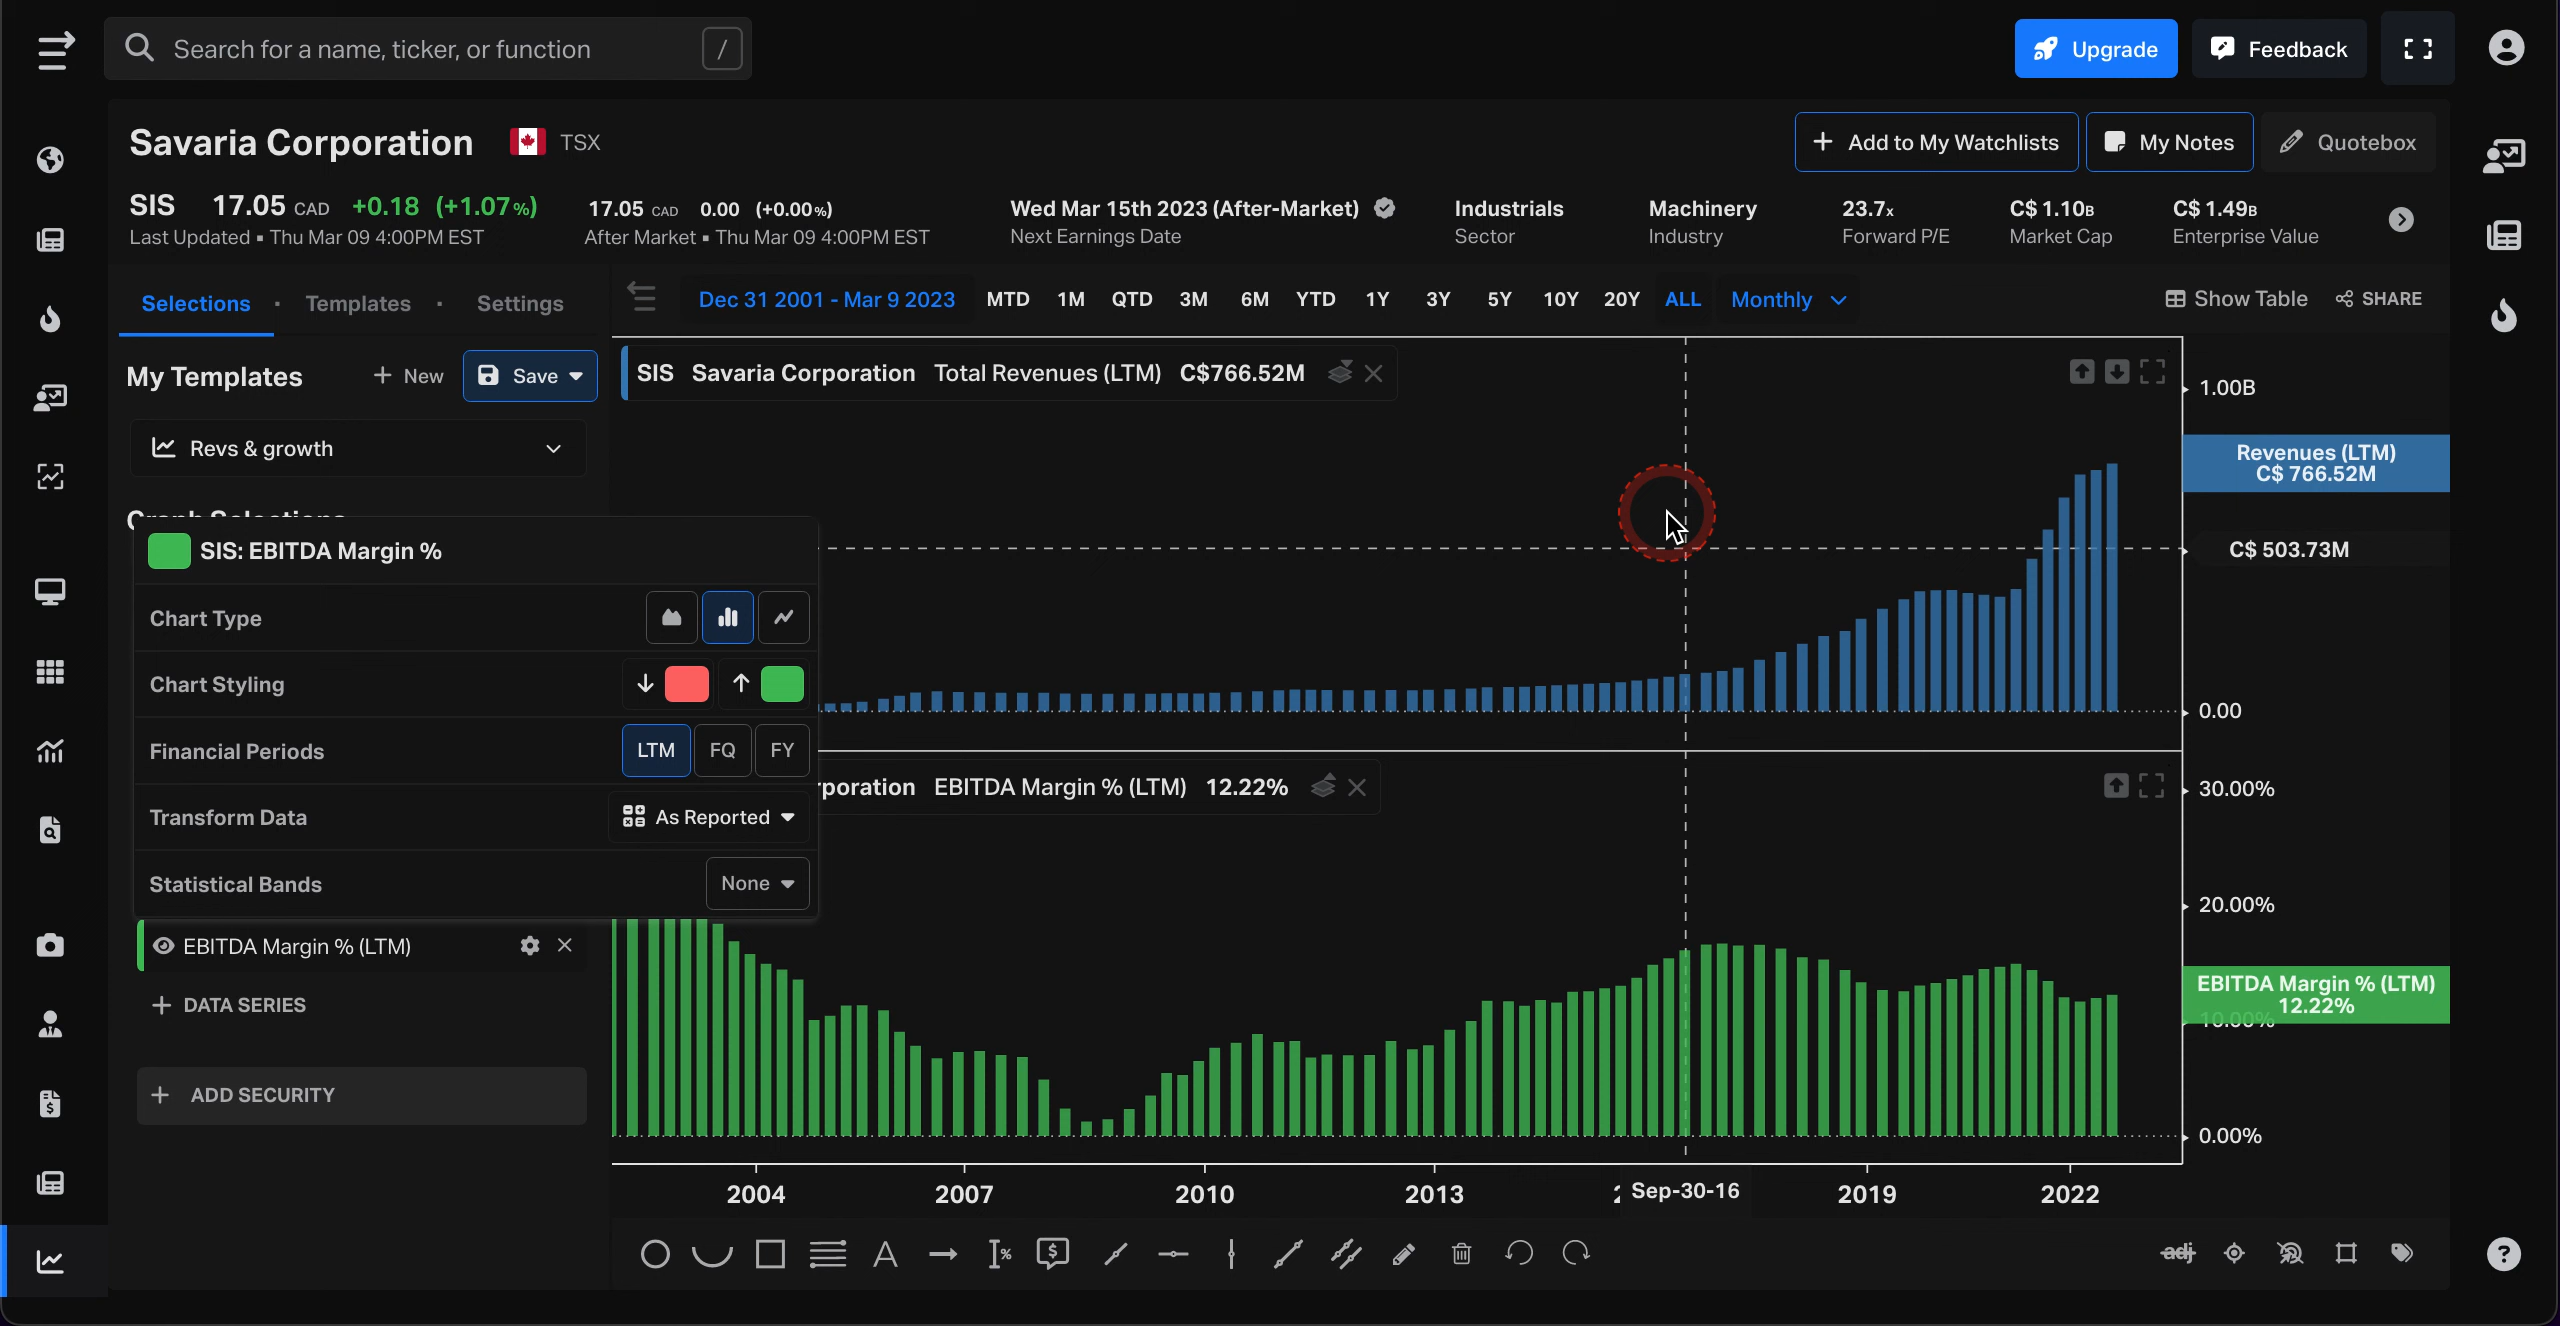 Search for a name, ticker, or function /
Upgrade
Feedback
Savaria Corporation TSX
+ Add to My Watchlists
My Notes
Quotebox
SIS 17.05 CAD +0.18 (+1.07%)
Last Updated ▪ Thu Mar 09 4:00PM EST
17.05 CAD 0.00 (+0.00%)
After Market ▪ Thu Mar 09 4:00PM EST
Wed Mar 15th 2023 (After-Market)
Next Earnings Date
Industrials
Sector
Machinery
Industry
23.7x
Forward P/E
C$ 1.10B
Market Cap
C$ 1.49B
Enterprise Value
Selections · Templates · Settings
Dec 31 2001 - Mar 9 2023 MTD 1M QTD 3M 6M YTD 1Y 3Y 5Y 10Y 20Y ALL Monthly
Show Table SHARE
My Templates + New Save
Revs & growth
Graph Selections
SIS: EBITDA Margin %
Chart Type
Chart Styling
Financial Periods LTM FQ FY
Transform Data As Reported
Statistical Bands None
EBITDA Margin % (LTM)
+ DATA SERIES
+ ADD SECURITY
SIS Savaria Corporation Total Revenues (LTM) C$766.52M
1.00B
Revenues (LTM)
C$ 766.52M
C$ 503.73M
0.00
rporation EBITDA Margin % (LTM) 12.22%
30.00%
20.00%
EBITDA Margin % (LTM)
12.22%
10.00%
0.00%
2004 2007 2010 2013 2 Sep-30-16 2019 2022
A
%
$
adj
?